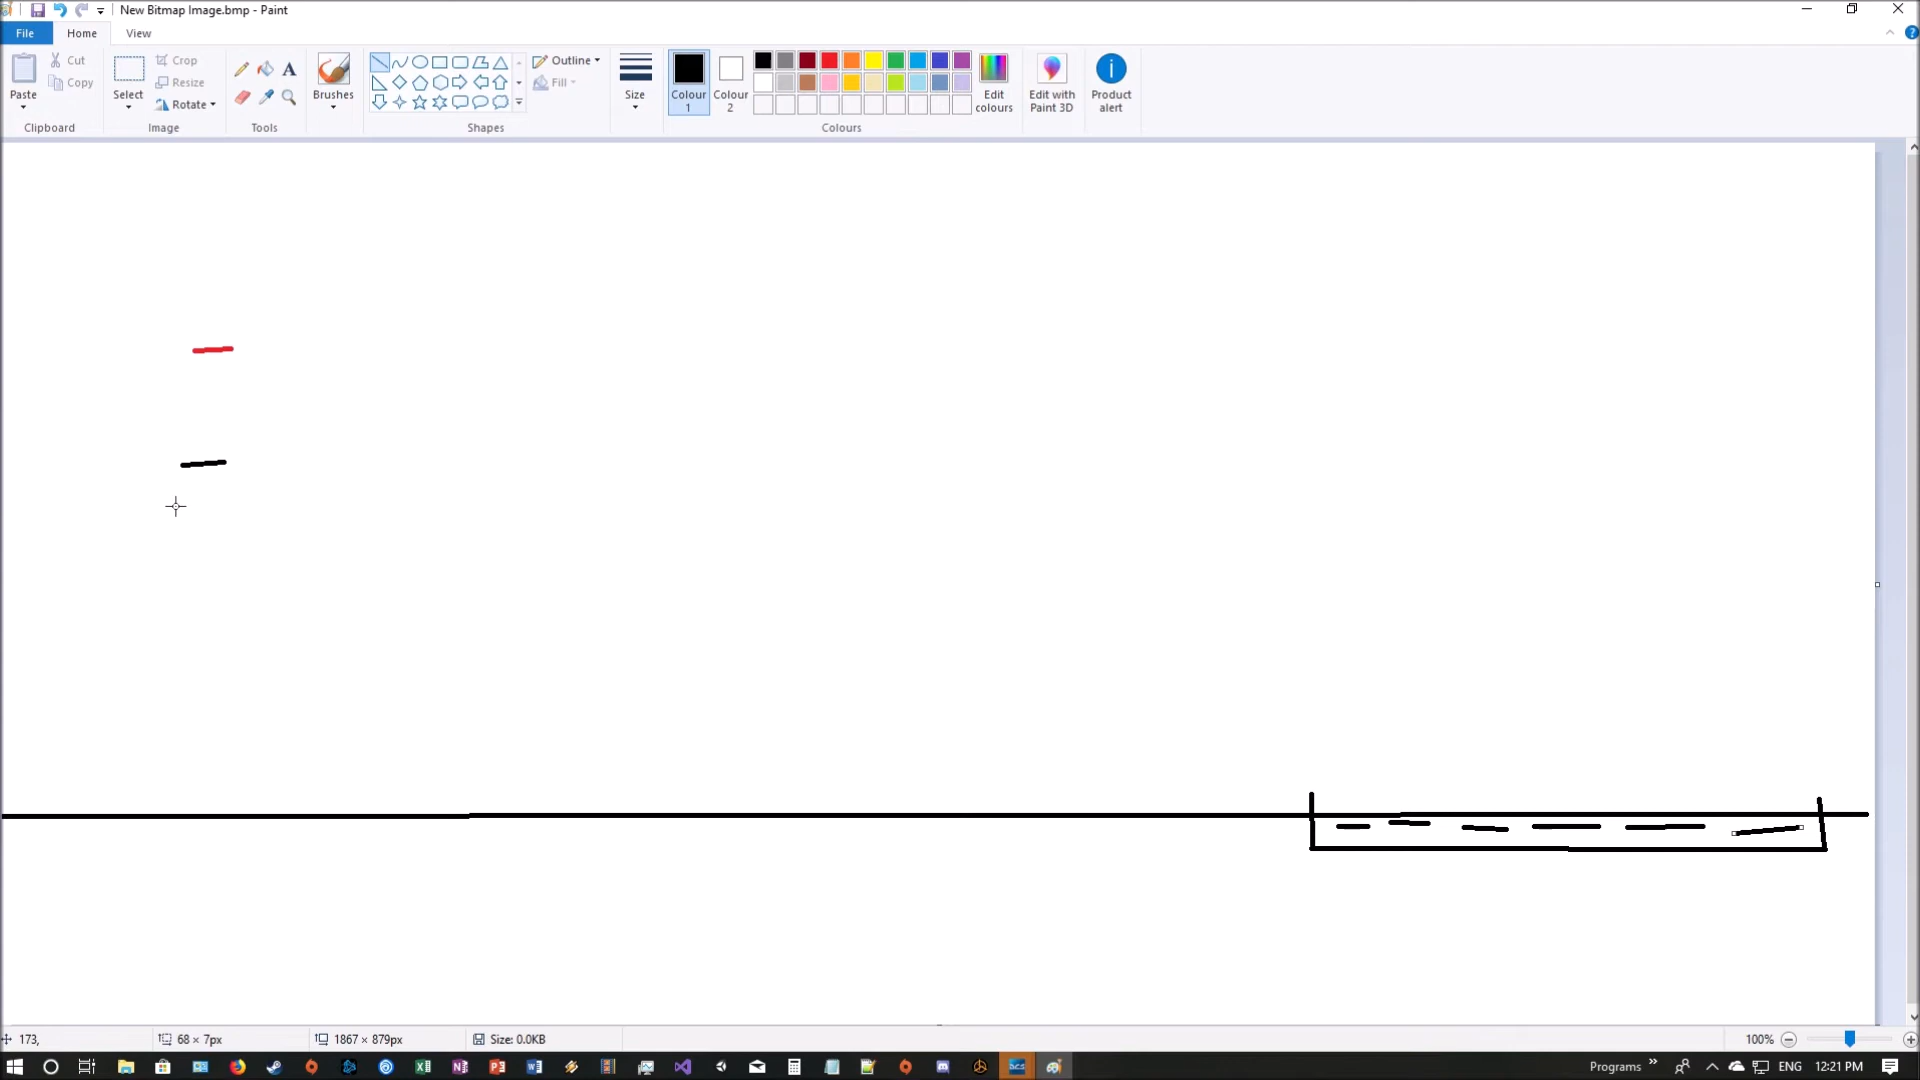 New Bitmap Image.bmp - Paint
File
Home
View
Paste
Cut
Copy
Clipboard
Select
Crop
Resize
Rotate
Image
Tools
Brushes
Shapes
Outline
Fill
Size
Colour 1
Colour 2
Edit colours
Colours
Edit with Paint 3D
Product alert
173,
68 × 7px
1867 × 879px
Size: 0.0KB
100%
Programs
ENG
12:21 PM